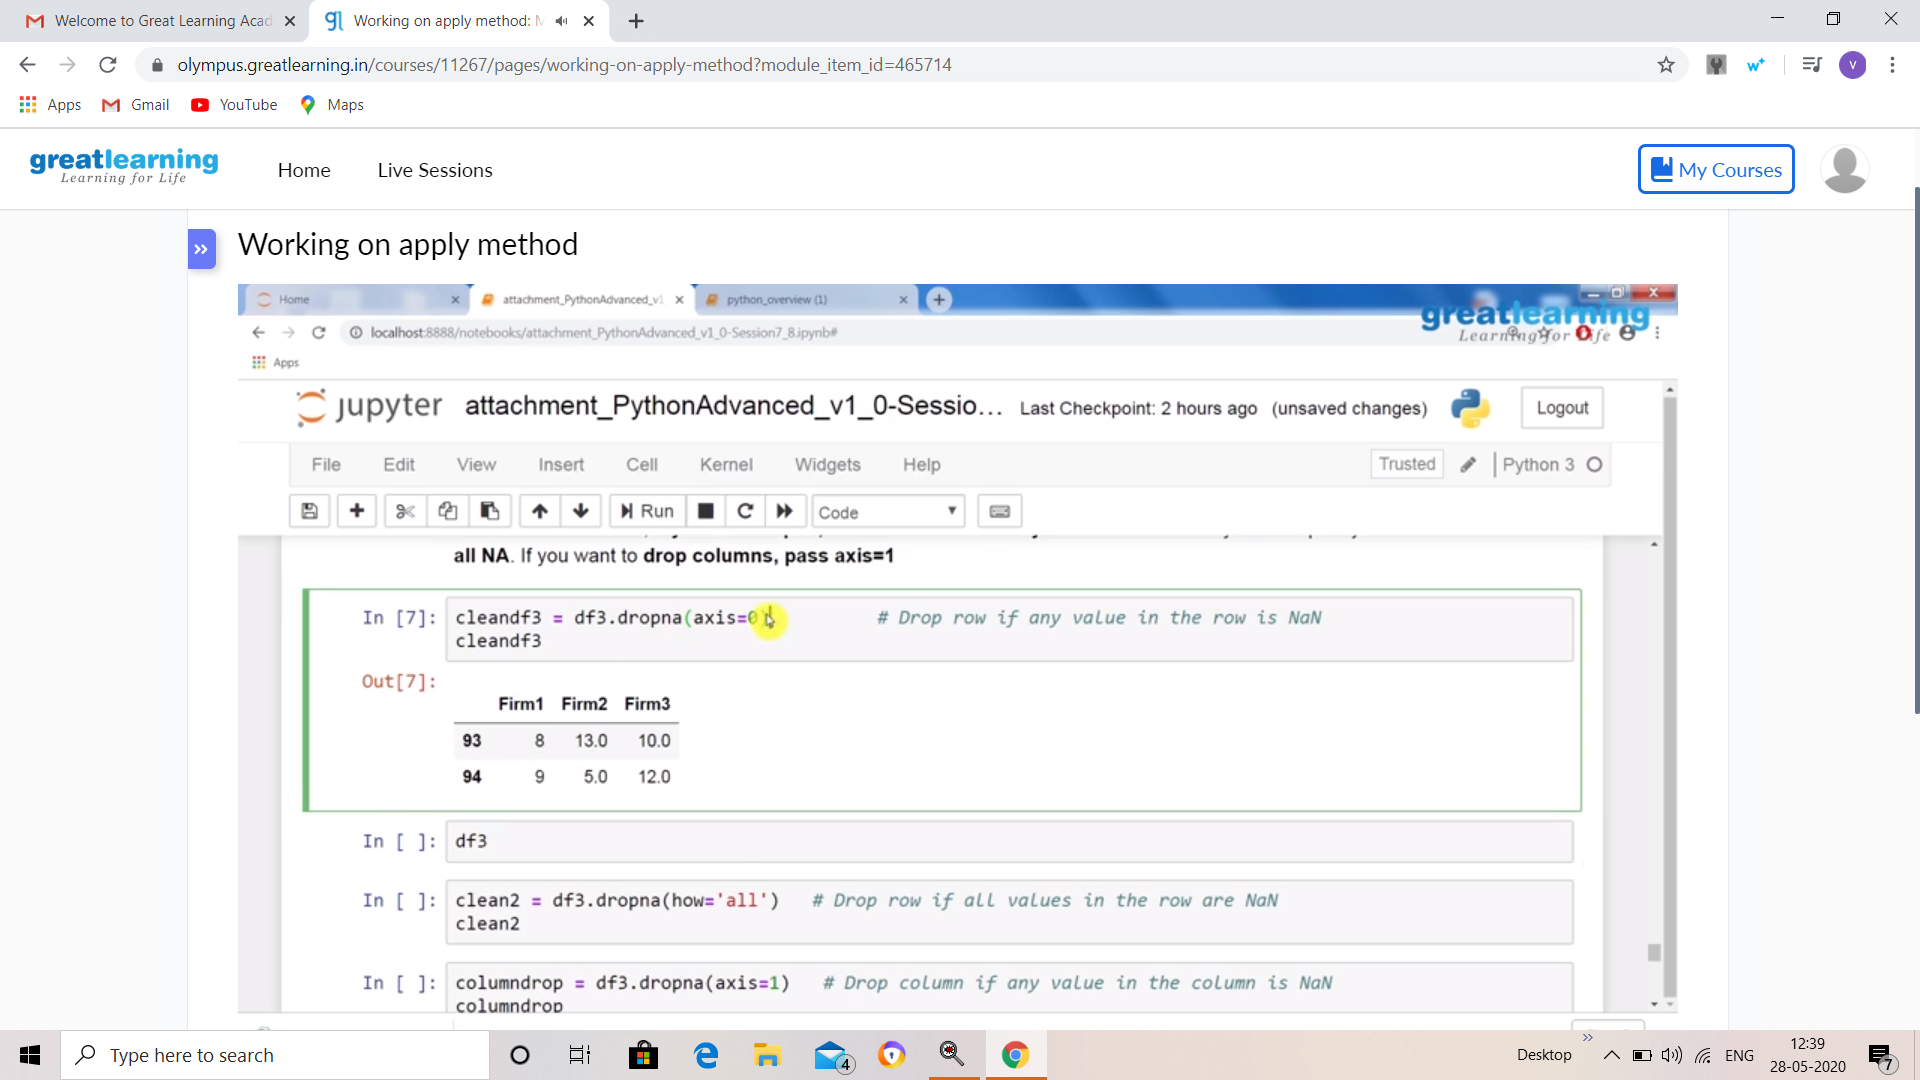 Welcome to Great Learning Acad
Working on apply method: M
olympus.greatlearning.in/courses/11267/pages/working-on-apply-method?module_item_id=465714
V
Apps Gmail YouTube Maps
greatlearning
Learning for Life
Home Live Sessions
My Courses
Working on apply method
Home attachment_PythonAdvanced_v1 python_overview (1)
greatlearning
Learning for Life
localhost:8888/notebooks/attachment_PythonAdvanced_v1_0-Session7_8.ipynb#
Apps
jupyter attachment_PythonAdvanced_v1_0-Sessio... Last Checkpoint: 2 hours ago (unsaved changes) Logout
File Edit View Insert Cell Kernel Widgets Help Trusted Python 3
Run Code
all NA. If you want to drop columns, pass axis=1
In [7]: cleandf3 = df3.dropna(axis=0) # Drop row if any value in the row is NaN
cleandf3
Out[7]:
Firm1 Firm2 Firm3
93 8 13.0 10.0
94 9 5.0 12.0
In [ ]: df3
In [ ]: clean2 = df3.dropna(how='all') # Drop row if all values in the row are NaN
clean2
In [ ]: columndrop = df3.dropna(axis=1) # Drop column if any value in the column is NaN
columndrop
Type here to search
4
Desktop
ENG
12:39
28-05-2020
7